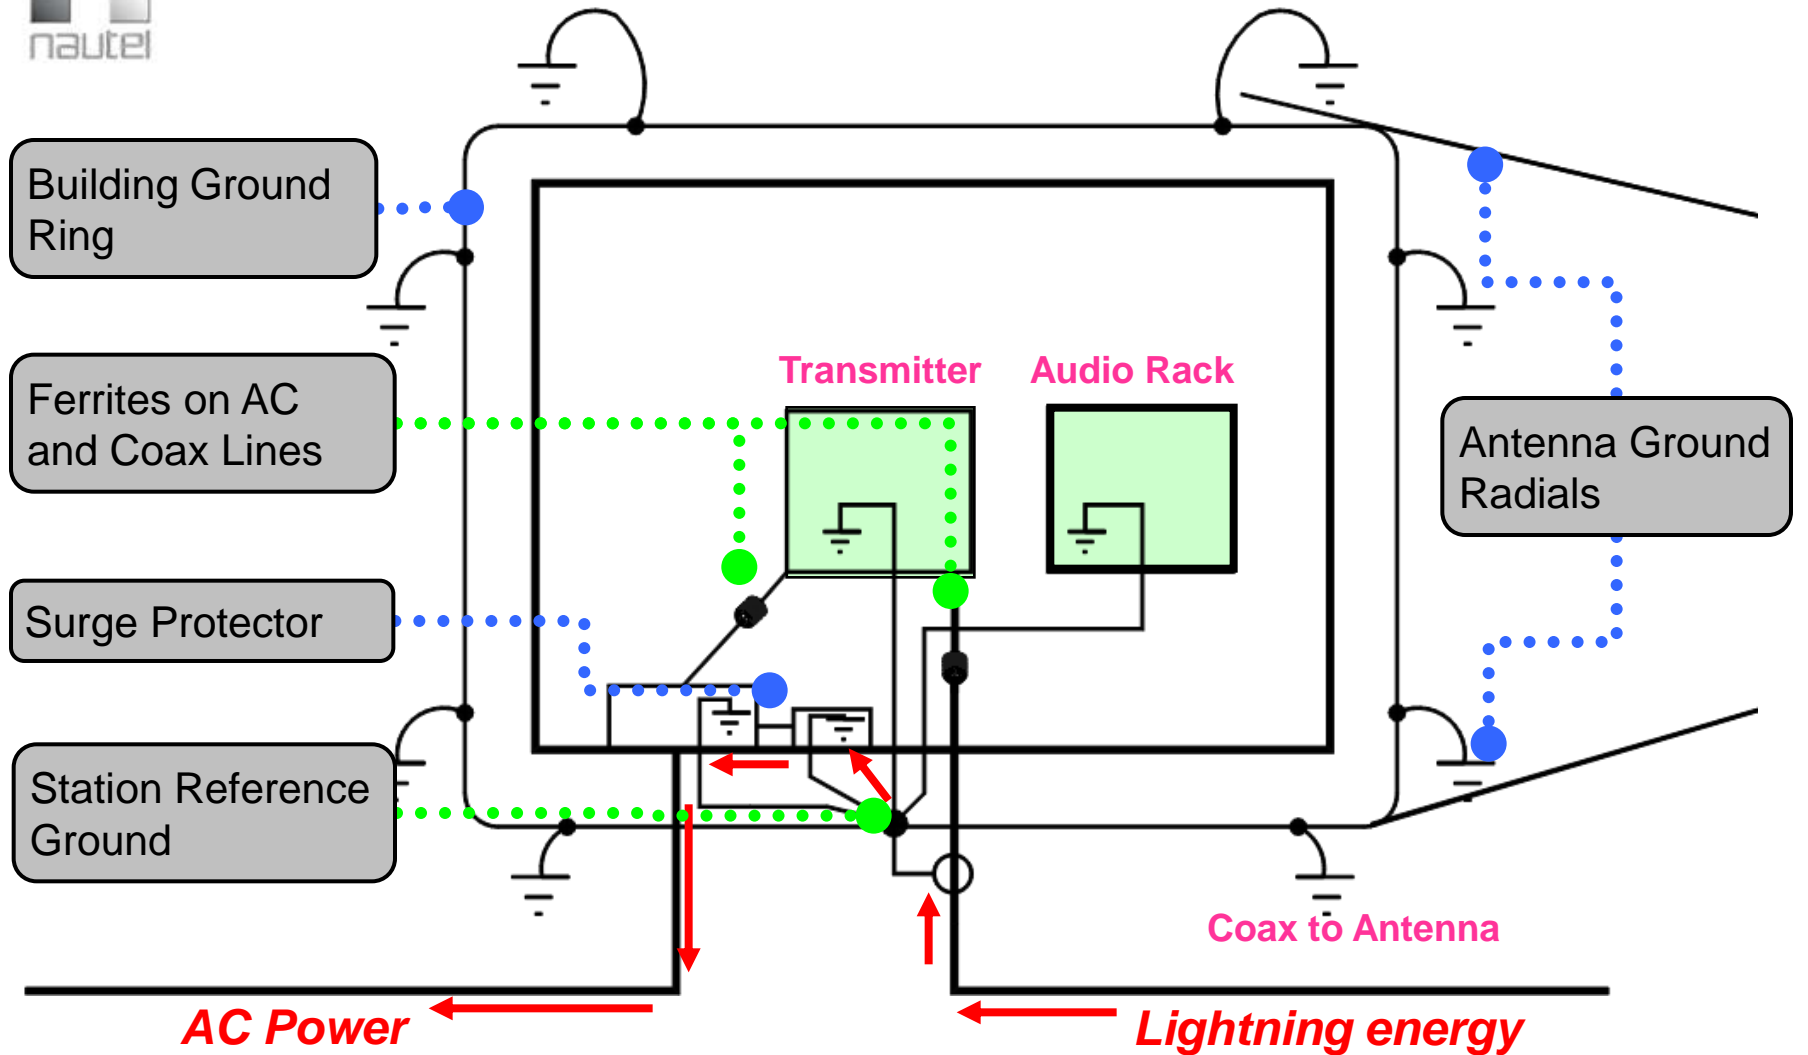 nautel
Building Ground
Ring
Ferrites on AC
and Coax Lines
Transmitter
Audio Rack
Antenna Ground
Radials
Surge Protector
Station Reference
Ground
Coax to Antenna
AC Power
Lightning energy